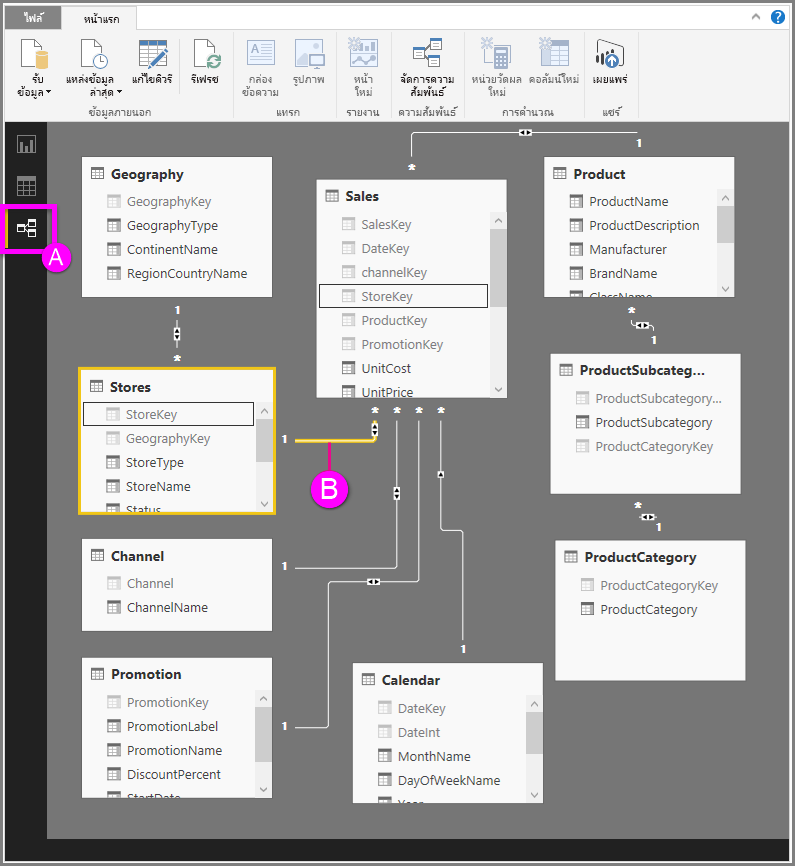 ไฟล์
หน้าแรก
รับ
ข้อมูล
แหล่งข้อมูล
ล่าสุด
แก้ไขคิวรี
รีเฟรช
กล่อง
ข้อความ
รูปภาพ
หน้า
ใหม่
จัดการความ
สัมพันธ์
หน่วยวัดผล
ใหม่
คอลัมน์ใหม่
เผยแพร่
ข้อมูลภายนอก
แทรก
รายงาน
ความสัมพันธ์
การคำนวณ
แชร์
A
Geography
GeographyKey
GeographyType
ContinentName
RegionCountryName
1
*
Stores
StoreKey
GeographyKey
StoreType
StoreName
Status
1
B
Channel
Channel
ChannelName
1
Promotion
PromotionKey
PromotionLabel
PromotionName
DiscountPercent
StartDate
1
*
Sales
SalesKey
DateKey
channelKey
StoreKey
ProductKey
PromotionKey
UnitCost
UnitPrice
* * * *
1
Calendar
DateKey
DateInt
MonthName
DayOfWeekName
Year
1
Product
ProductName
ProductDescription
Manufacturer
BrandName
ClassName
*
1
ProductSubcateg...
ProductSubcategory...
ProductSubcategory
ProductCategoryKey
*
1
ProductCategory
ProductCategoryKey
ProductCategory